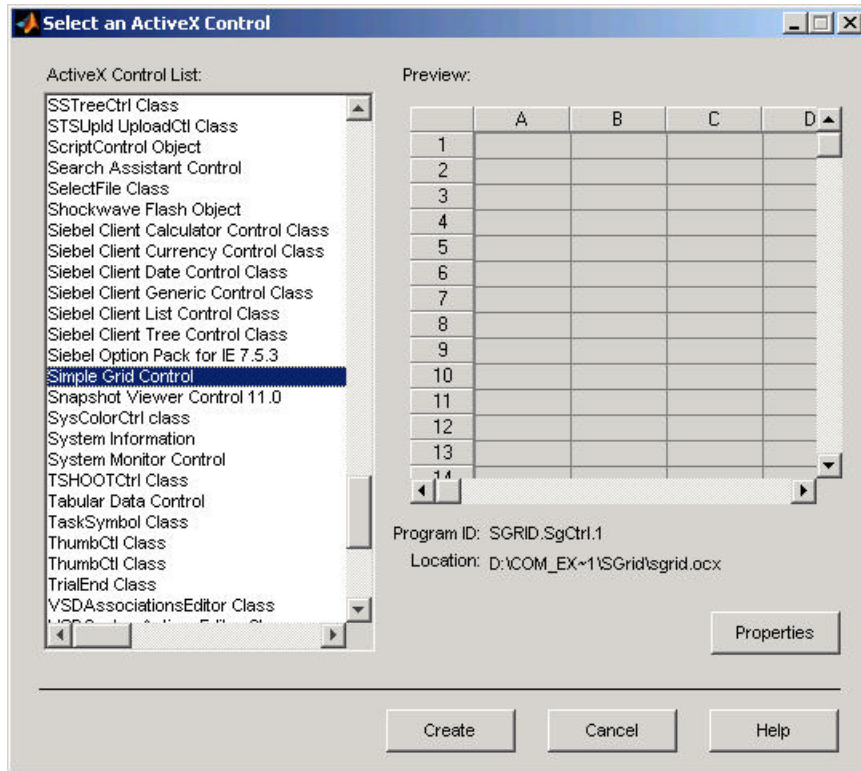 Select an ActiveX Control
ActiveX Control List:
SSTreeCtrl Class
STSUpld UploadCtl Class
ScriptControl Object
Search Assistant Control
SelectFile Class
Shockwave Flash Object
Siebel Client Calculator Control Class
Siebel Client Currency Control Class
Siebel Client Date Control Class
Siebel Client Generic Control Class
Siebel Client List Control Class
Siebel Client Tree Control Class
Siebel Option Pack for IE 7.5.3
Simple Grid Control
Snapshot Viewer Control 11.0
SysColorCtrl class
System Information
System Monitor Control
TSHOOTCtrl Class
Tabular Data Control
TaskSymbol Class
ThumbCtl Class
ThumbCtl Class
TrialEnd Class
VSDAssociationsEditor Class
Preview:
A B C D
1
2
3
4
5
6
7
8
9
10
11
12
13
14
Program ID: SGRID.SgCtrl.1
Location: D:\COM_EX~1\SGrid\sgrid.ocx
Properties
Create Cancel Help